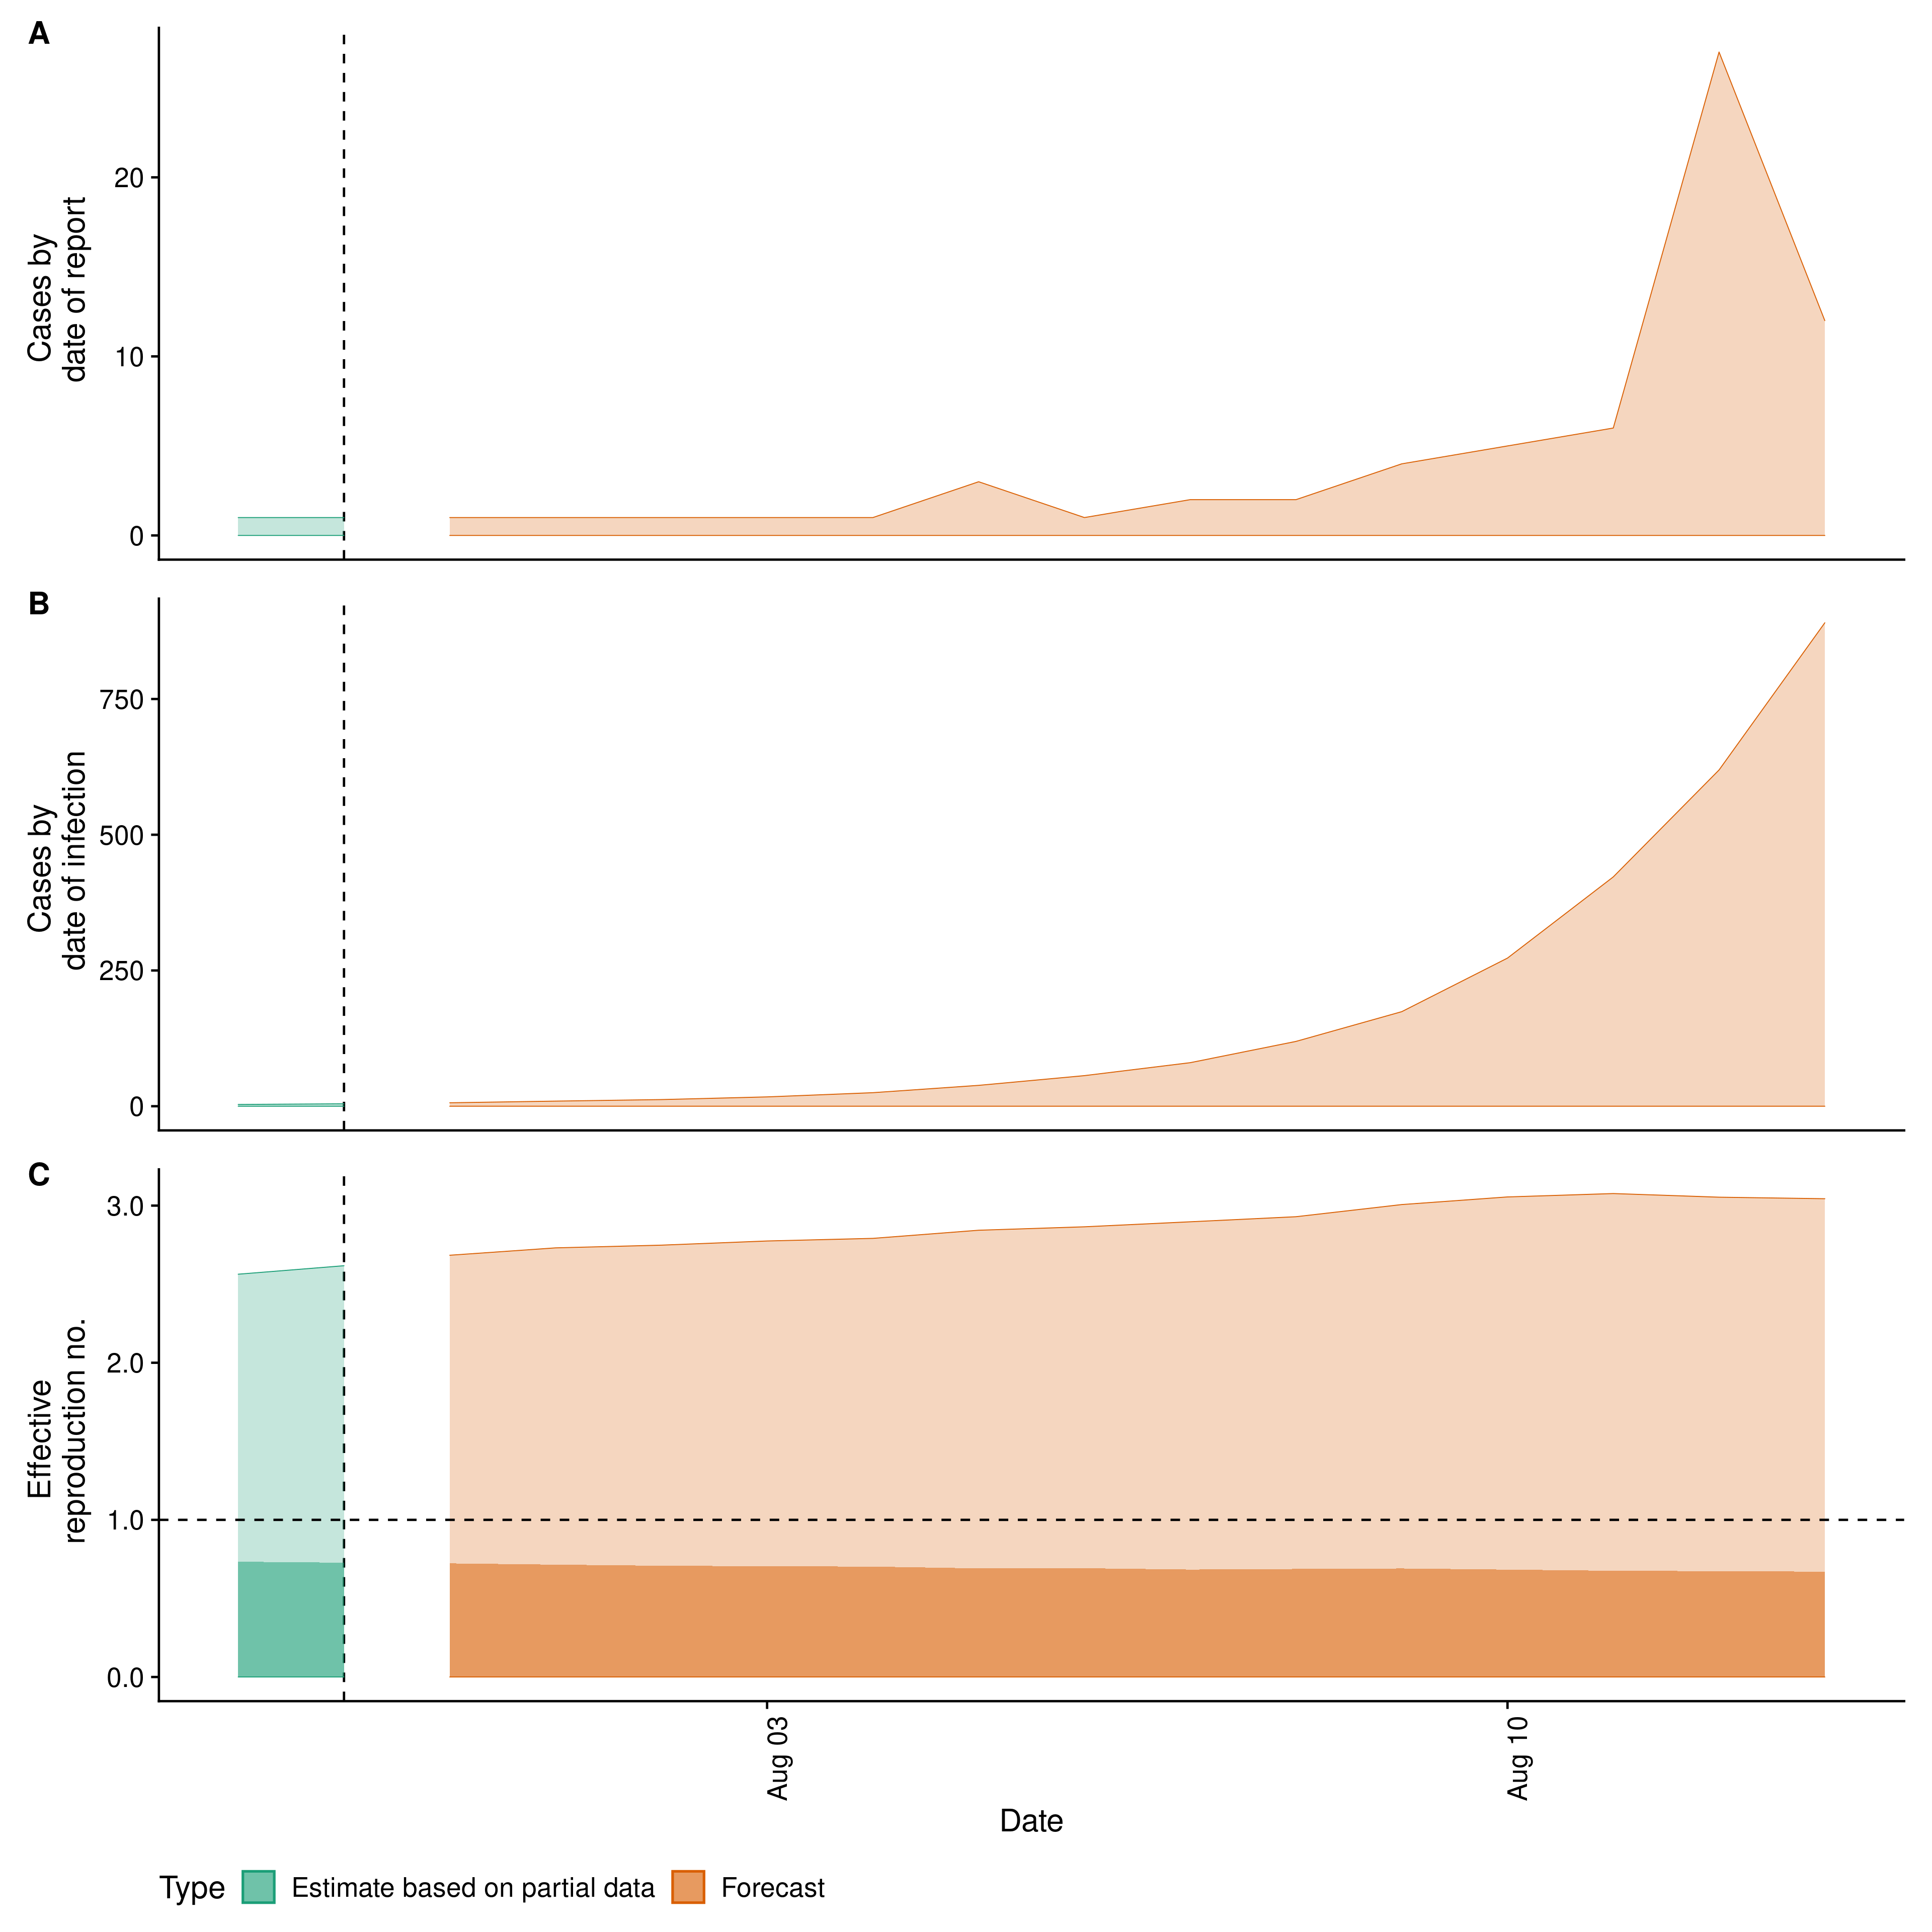 A
Cases by
date of report
20
10
0
B
Cases by
date of infection
750
500
250
0
C
Effective
reproduction no.
3.0
2.0
1.0
0.0
Aug 03
Aug 10
Date
Type
Estimate based on partial data
Forecast